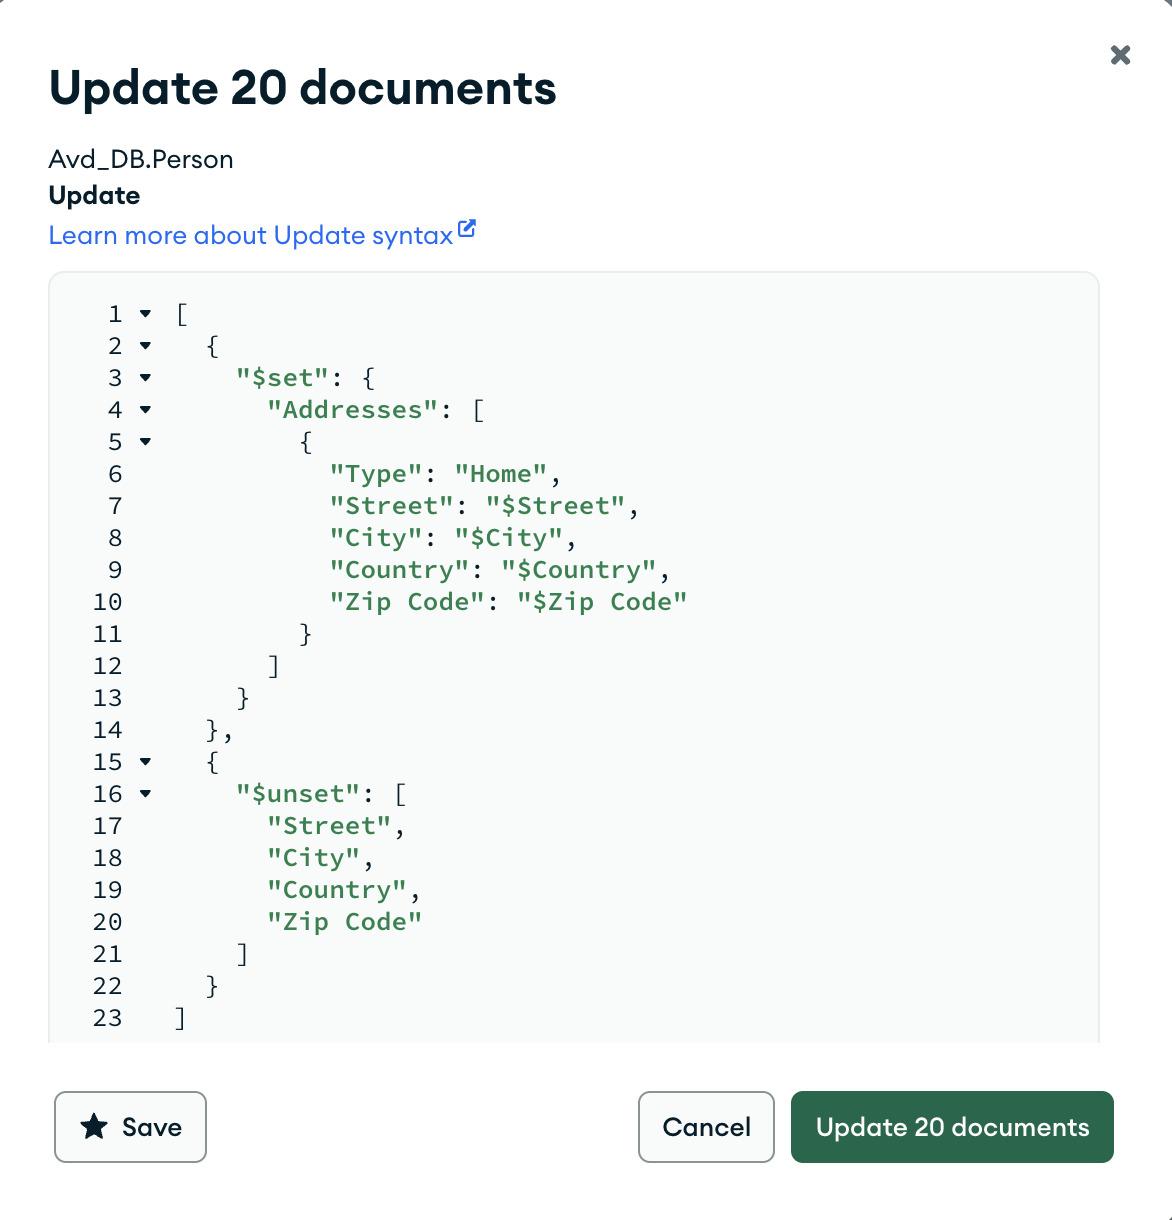 Update 20 documents
Avd_DB.Person
Update
Learn more about Update syntax
1 [
2 {
3 "$set": {
4 "Addresses": [
5 {
6 "Type": "Home",
7 "Street": "$Street",
8 "City": "$City",
9 "Country": "$Country",
10 "Zip Code": "$Zip Code"
11 }
12 ]
13 }
14 },
15 {
16 "$unset": [
17 "Street",
18 "City",
19 "Country",
20 "Zip Code"
21 ]
22 }
23 ]
Save Cancel Update 20 documents